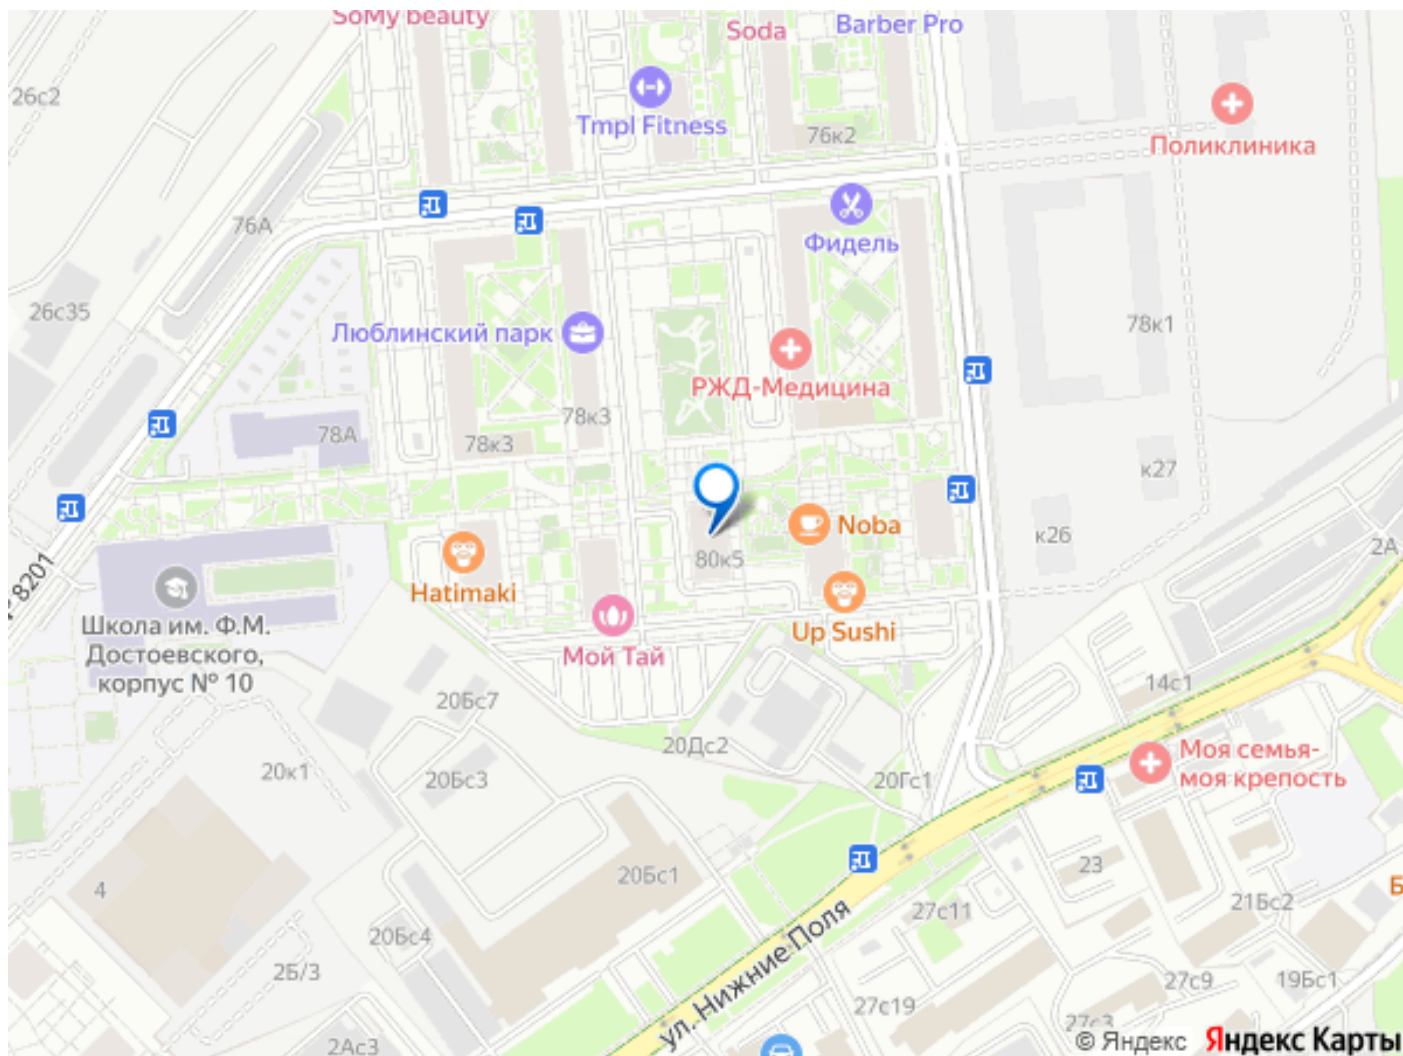 SoMy beauty
Soda
Barber Pro
26с2
Tmpl Fitness
76к2
Поликлиника
76А
Фидель
26с35
Люблинский парк
78к1
РЖД-Медицина
78к3
78А
78к3
к27
Noba
к26
80к5
2А
Hatimaki
8201
Up Sushi
Школа им. Ф.М.
Достоевского,
корпус № 10
Мой Тай
14с1
20Бс7
20Дс2
Моя семья-
моя крепость
20к1
20Бс3
20Гс1
23
20Бс1
4
Б
21Бс2
27с11
20Бс4
ул. Нижние Поля
2Б/3
27с9
19Бс1
27с19
27с3
2Ас3
© Яндекс Яндекс Карты